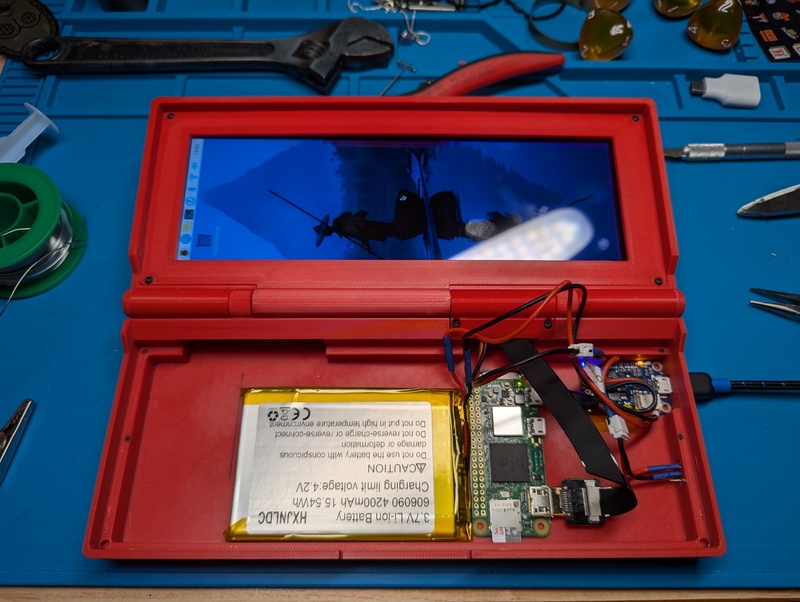 HXJNLDC
3.7V Li-ion Battery
606090 4200mAh 15.54Wh
Charging limit voltage:4.2V
⚠CAUTION
Do not use the battery with conspicuous
damage or deformation
Do not reverse-charge or reverse-connect
Do not put in high temperature environment
CE